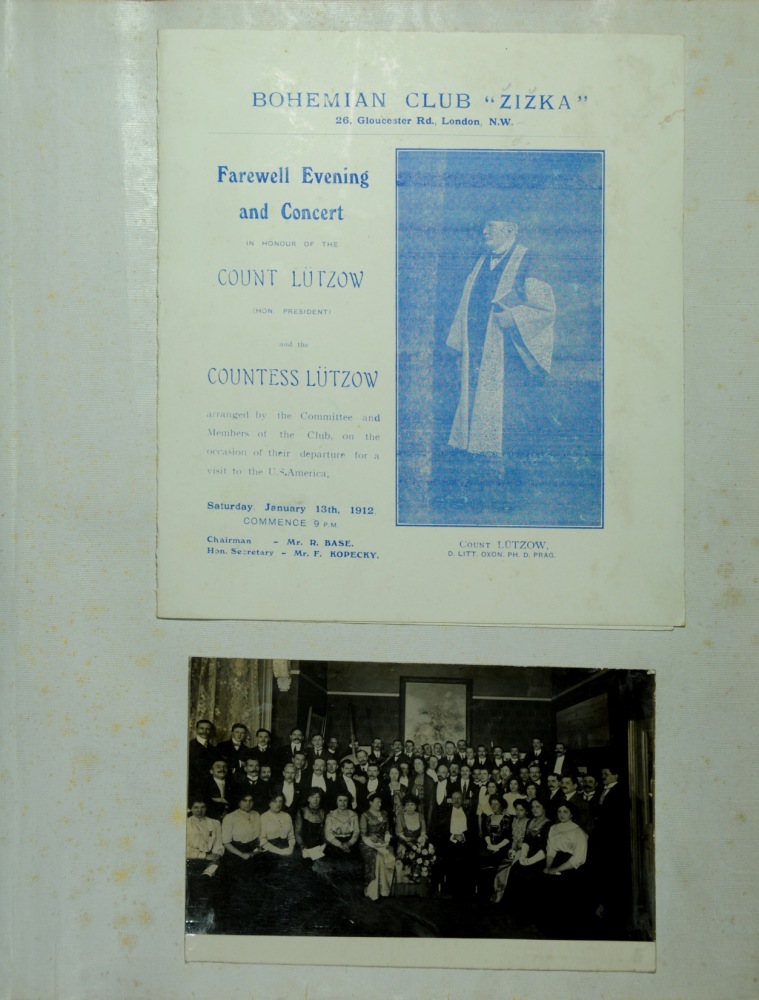 BOHEMIAN CLUB “ŽIŽKA”
26, Gloucester Rd., London, N.W.
Farewell Evening
and Concert
IN HONOUR OF THE
COUNT LÜTZOW
(HON. PRESIDENT)
and the
COUNTESS LÜTZOW
arranged by the Committee and
Members of the Club, on the
occasion of their departure for a
visit to the U.S.America,
Saturday, January 13th, 1912.
COMMENCE 9 P.M.
Chairman - Mr. R. BASE.
Hon. Secretary - Mr. F. KOPECKY.
COUNT LÜTZOW,
D. LITT. OXON. PH. D. PRAG.